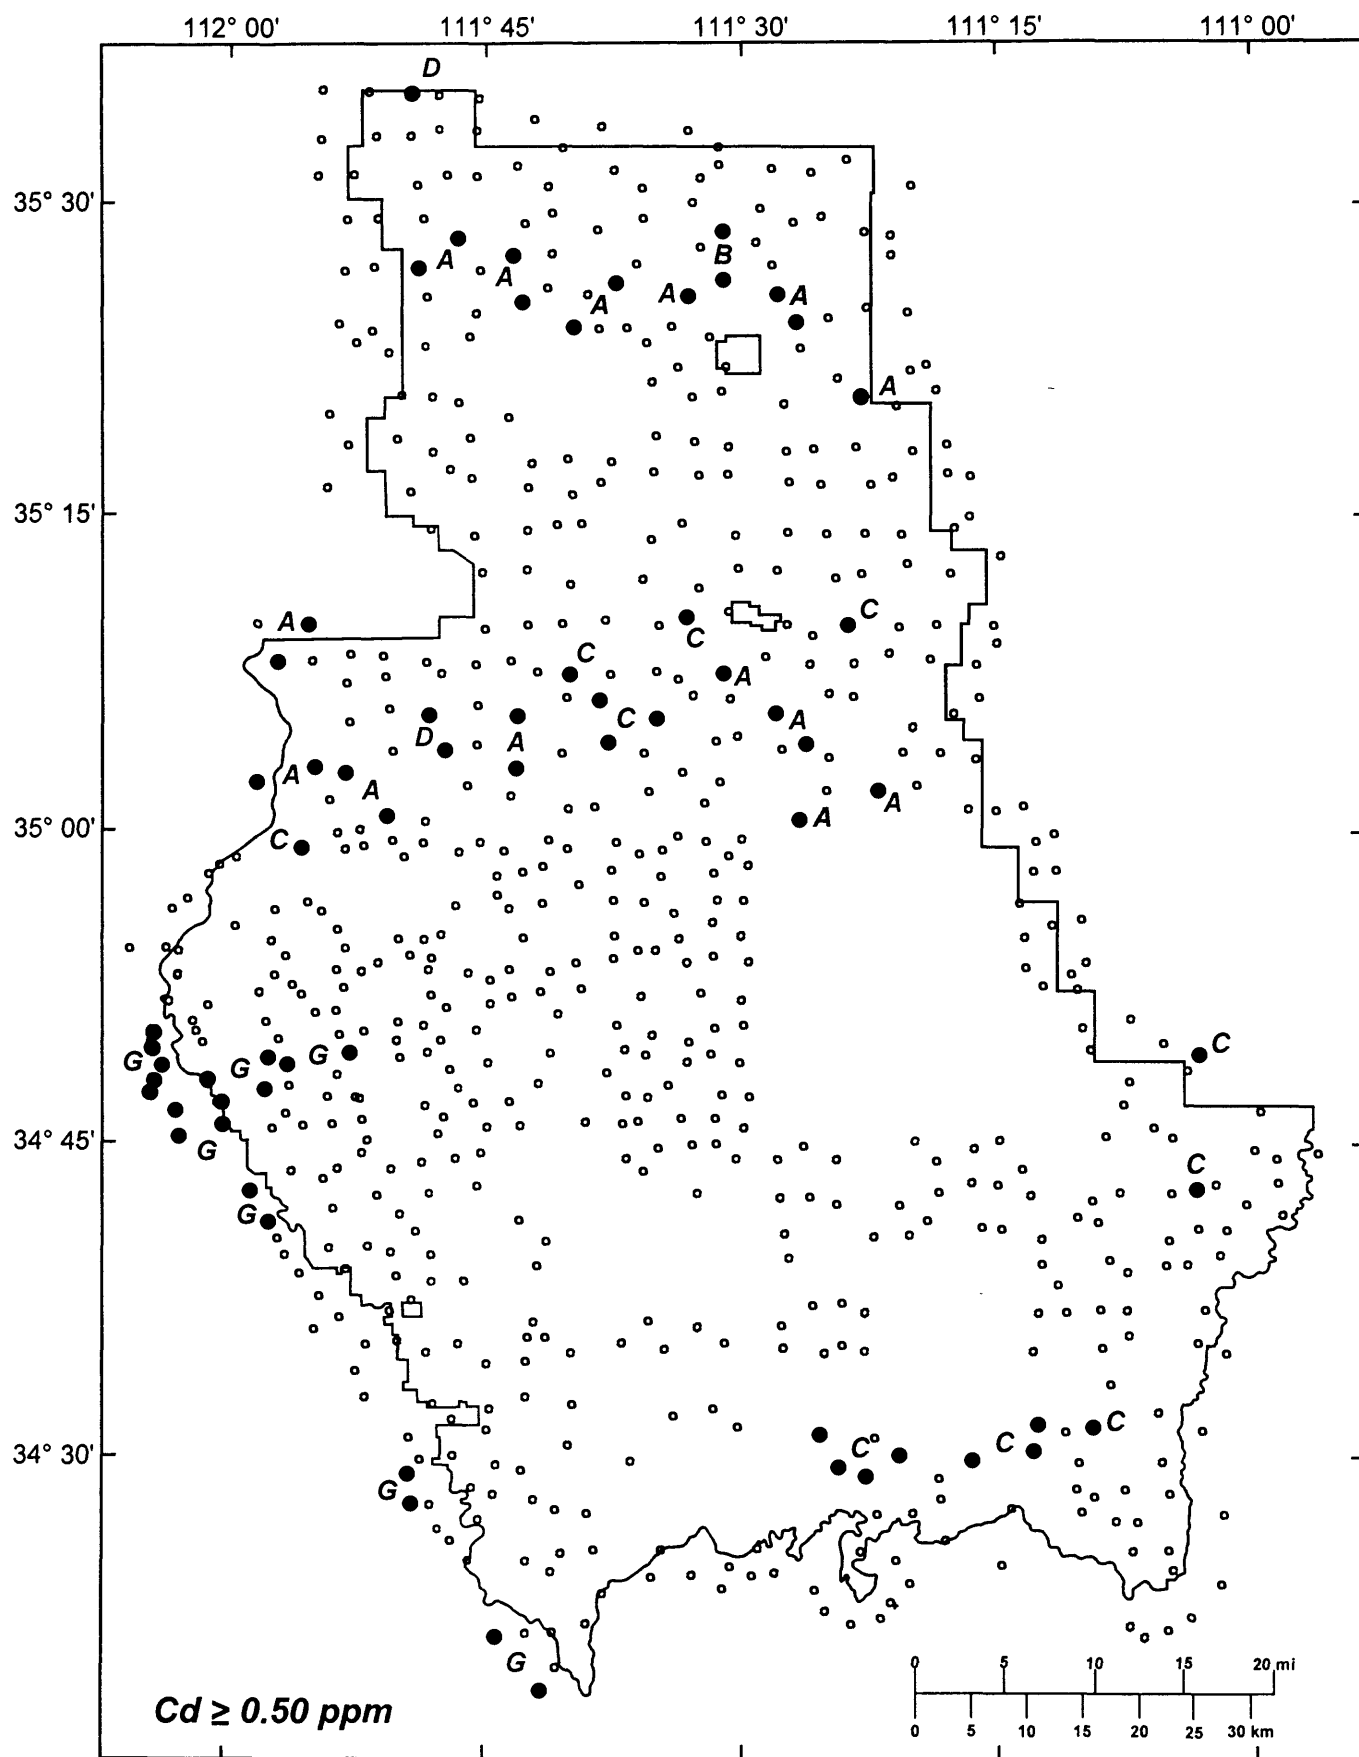 112° 00' 111° 45' 111° 30' 111° 15' 111° 00'
D
35° 30'
B
A
A
A A A
A
35° 15'
C
A
C
C
A
C
A
D A
A
A
A
A
35° 00'
C
C
G G G
34° 45'
G
C
G
C C C
34° 30'
G
G
0 5 10 15 20 mi
Cd ≥ 0.50 ppm
0 5 10 15 20 25 30 km